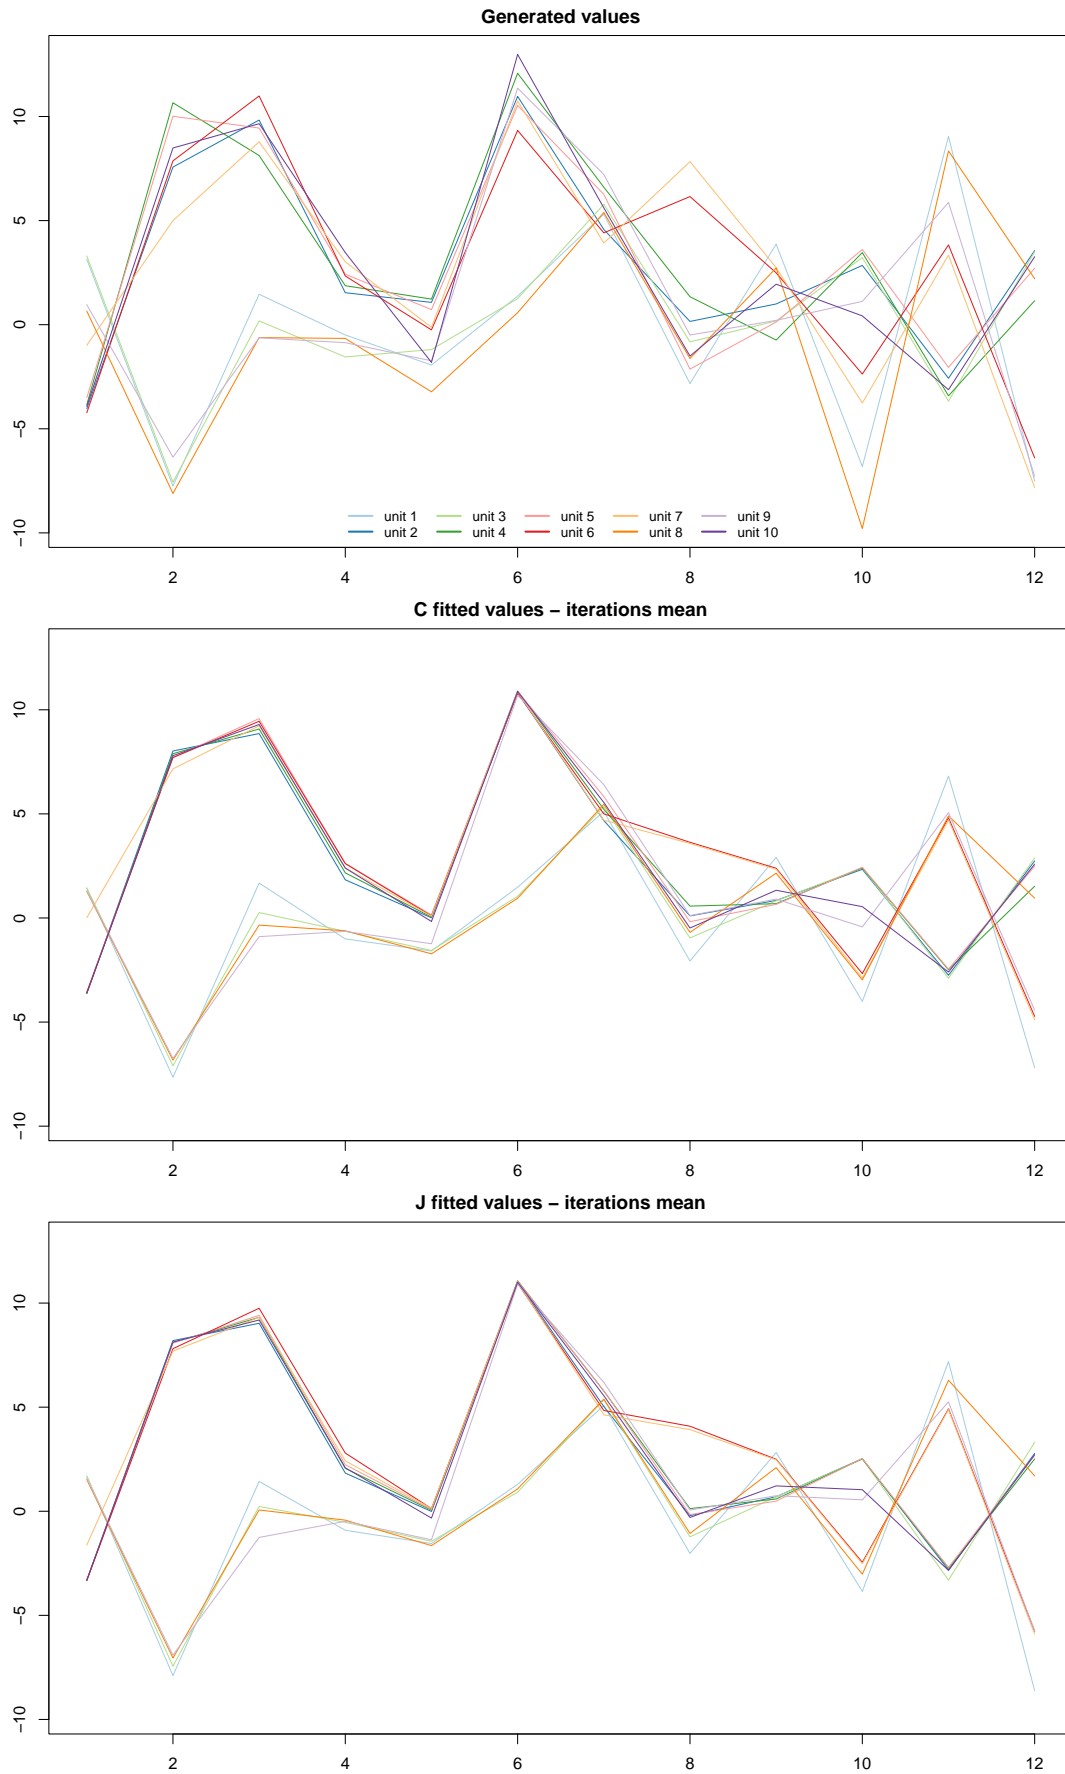 Generated values
10
5
0
−5
−10
unit 1 unit 3 unit 5 unit 7 unit 9
unit 2 unit 4 unit 6 unit 8 unit 10
2 4 6 8 10 12
C fitted values − iterations mean
10
5
0
−5
−10
2 4 6 8 10 12
J fitted values − iterations mean
10
5
0
−5
−10
2 4 6 8 10 12